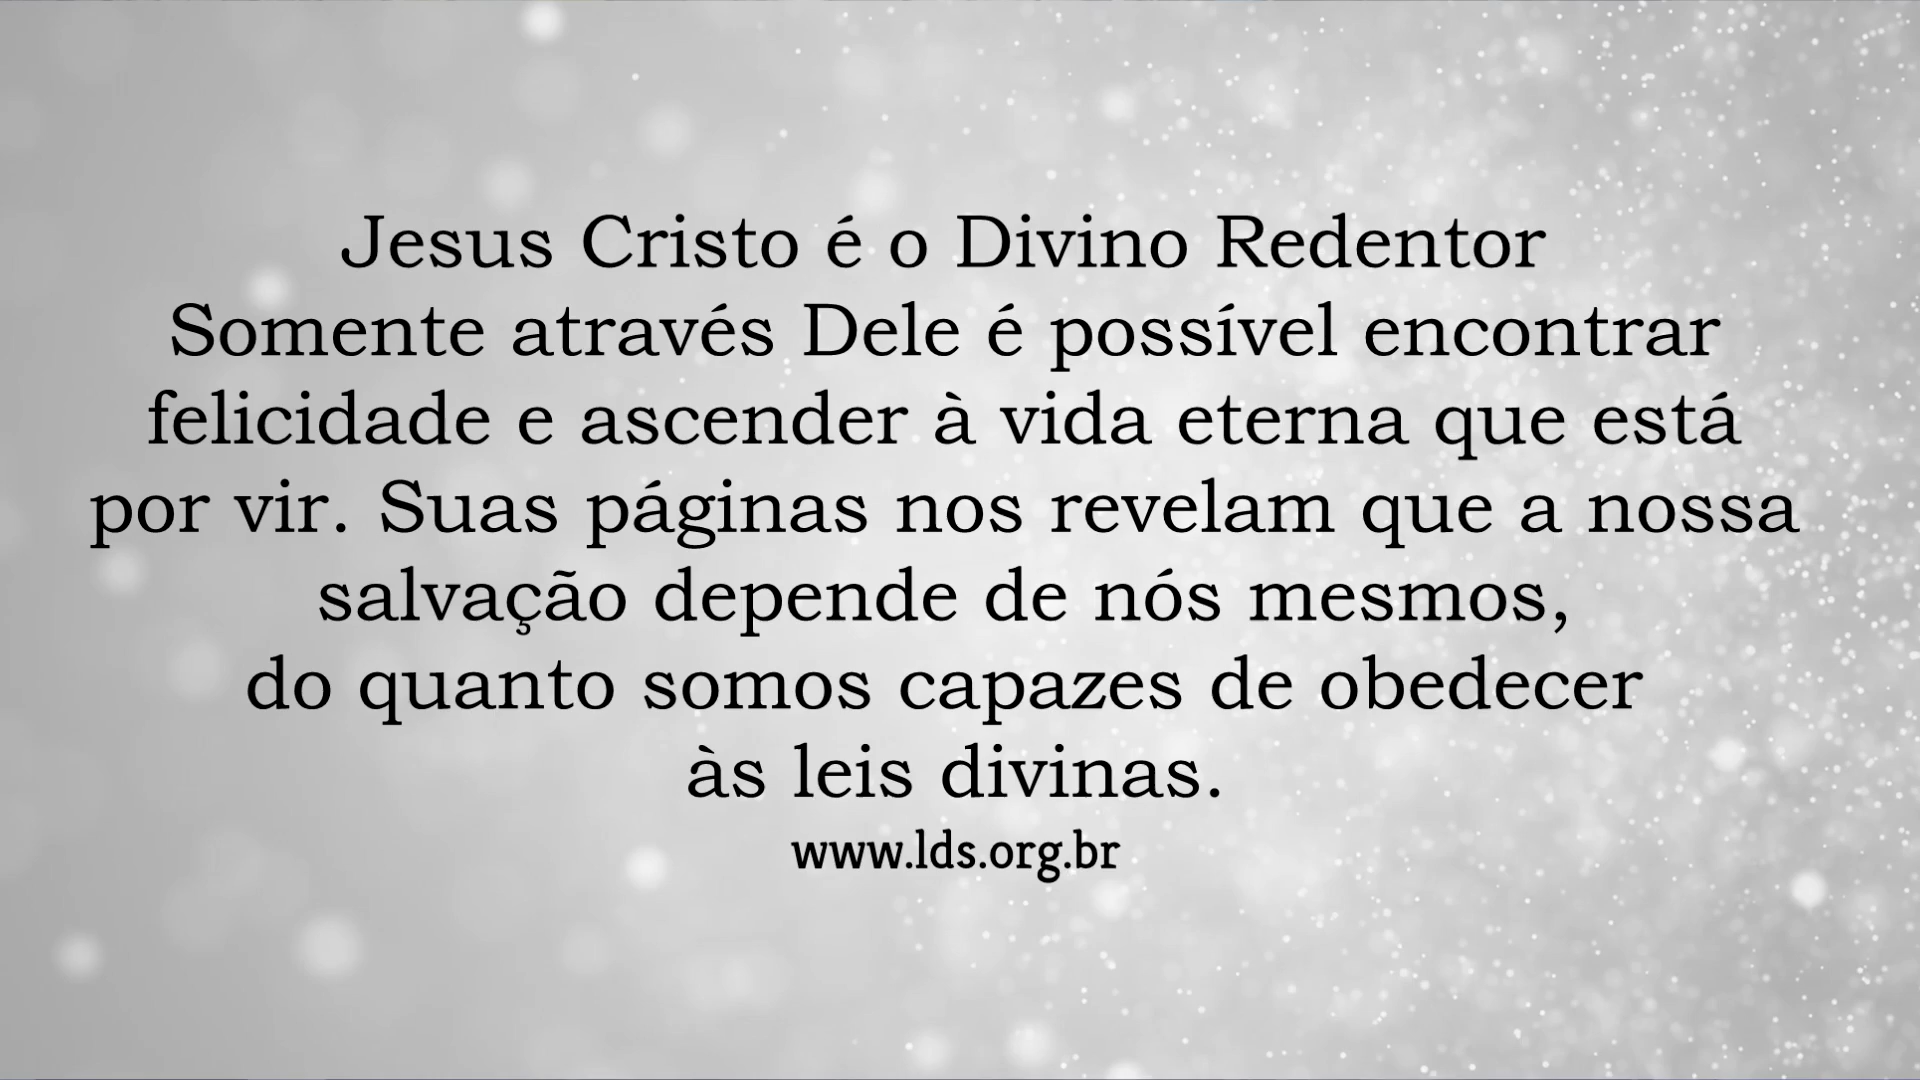 Jesus Cristo é o Divino Redentor
Somente através Dele é possível encontrar
felicidade e ascender à vida eterna que está
por vir. Suas páginas nos revelam que a nossa
salvação depende de nós mesmos,
do quanto somos capazes de obedecer
às leis divinas.
www.lds.org.br